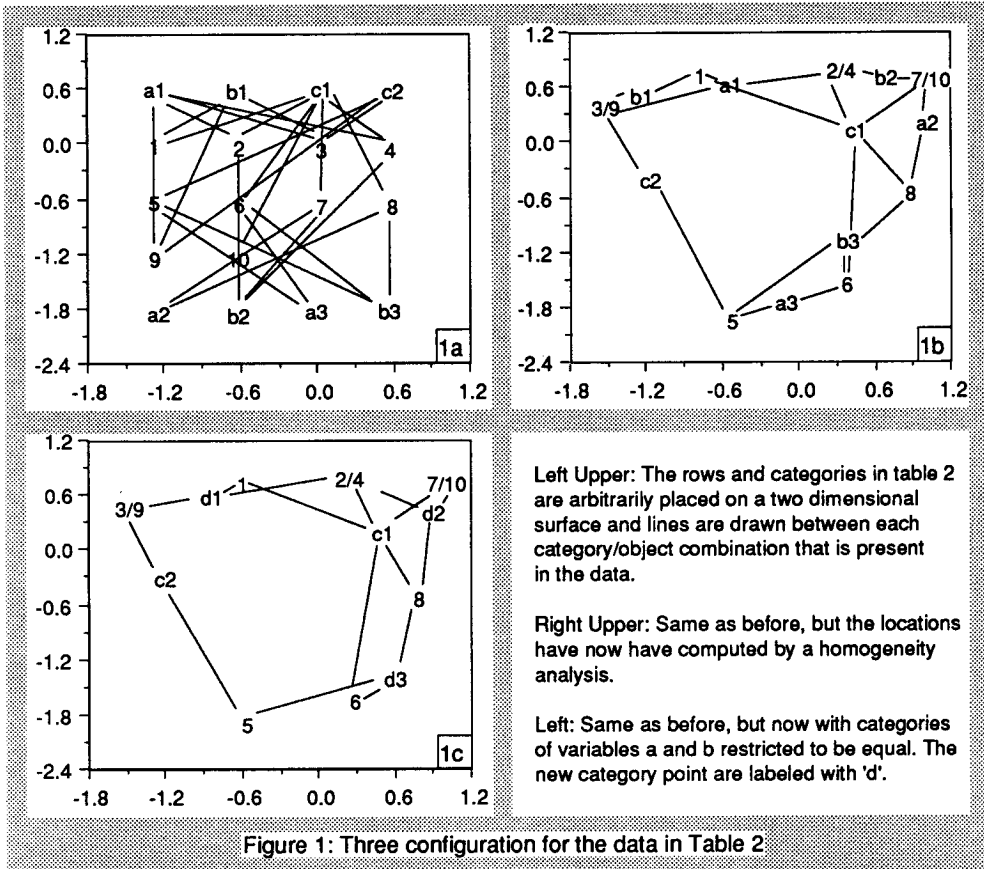 1.2
0.6
0.0
-0.6
-1.2
-1.8
-2.4
a1 b1 c1 c2
1 2 3 4
5 6 7 8
9 10
a2 b2 a3 b3
1a
-1.8 -1.2 -0.6 0.0 0.6 1.2
1.2
0.6
0.0
-0.6
-1.2
-1.8
-2.4
1 2/4 b2 7/10
3/9 b1 a1
c1 a2
c2 8
b3
6
5 a3
1b
-1.8 -1.2 -0.6 0.0 0.6 1.2
1.2
0.6
0.0
-0.6
-1.2
-1.8
-2.4
1 2/4 7/10
3/9 d1 d2
c1
c2 8
d3
5 6
1c
-1.8 -1.2 -0.6 0.0 0.6 1.2
Left Upper: The rows and categories in table 2
are arbitrarily placed on a two dimensional
surface and lines are drawn between each
category/object combination that is present
in the data.
Right Upper: Same as before, but the locations
have now have computed by a homogeneity
analysis.
Left: Same as before, but now with categories
of variables a and b restricted to be equal. The
new category point are labeled with 'd'.
Figure 1: Three configuration for the data in Table 2